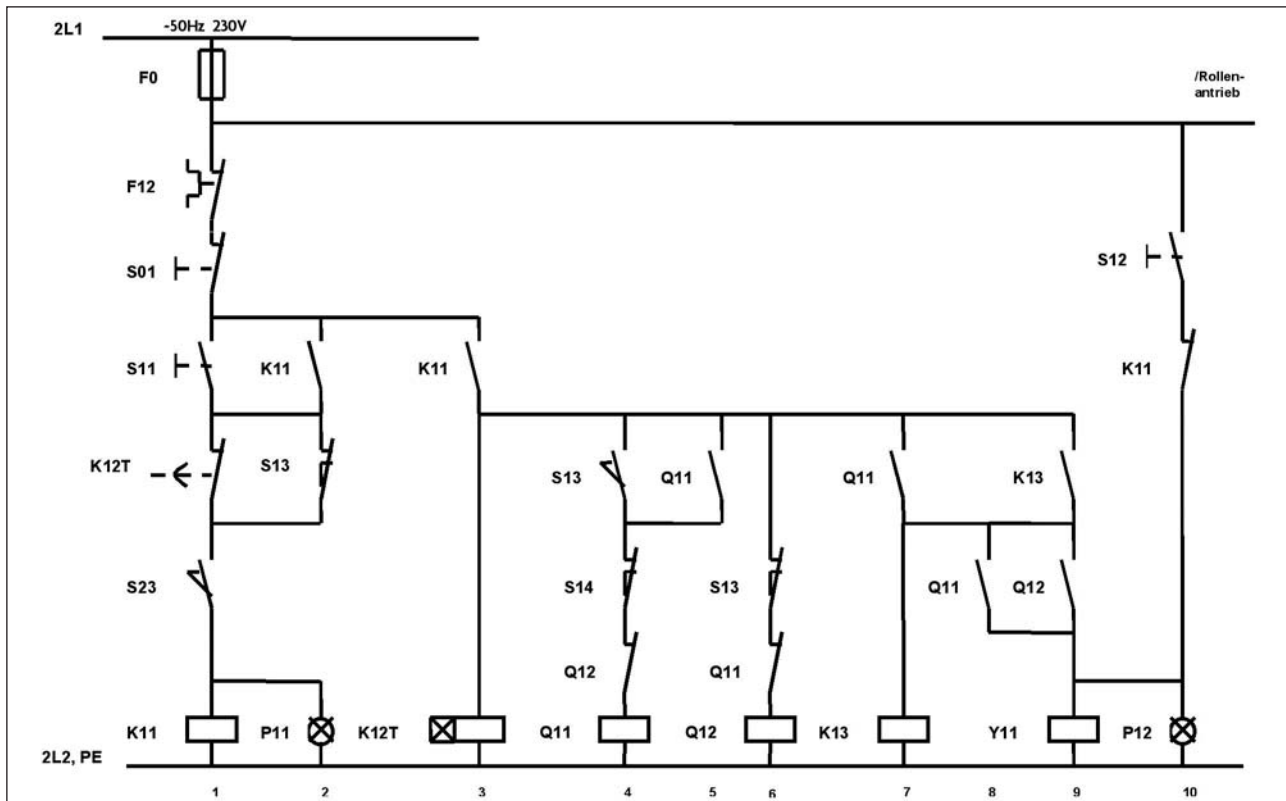 2L1 -50Hz 230V
F0
/Rollen-
antrieb
F12
S01 S12
S11 K11 K11 K11
K12T S13 S13 Q11 Q11 K13
S23 S14 S13 Q11 Q12
Q12 Q11
K11 P11 K12T Q11 Q12 K13 Y11 P12
2L2, PE
1 2 3 4 5 6 7 8 9 10